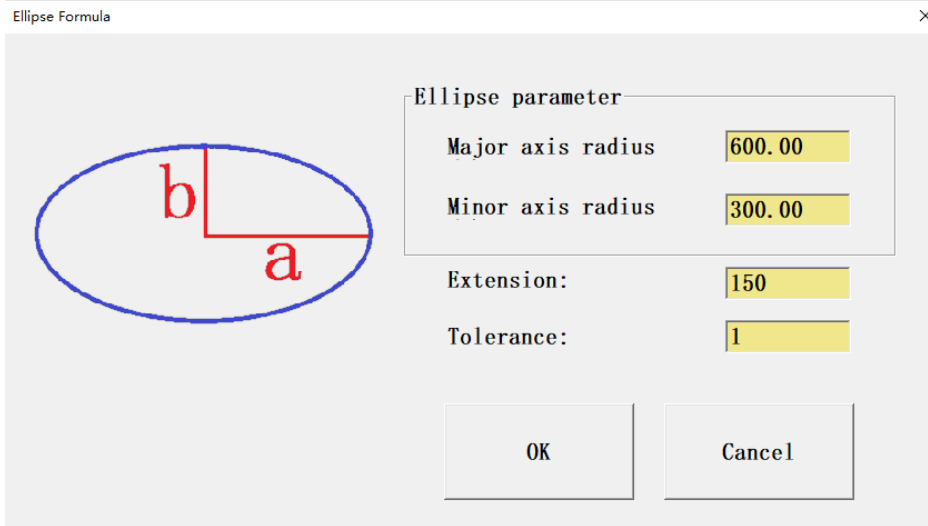 Ellipse Formula
b
a
Ellipse parameter
Major axis radius
600.00
Minor axis radius
300.00
Extension:
150
Tolerance:
1
OK
Cancel